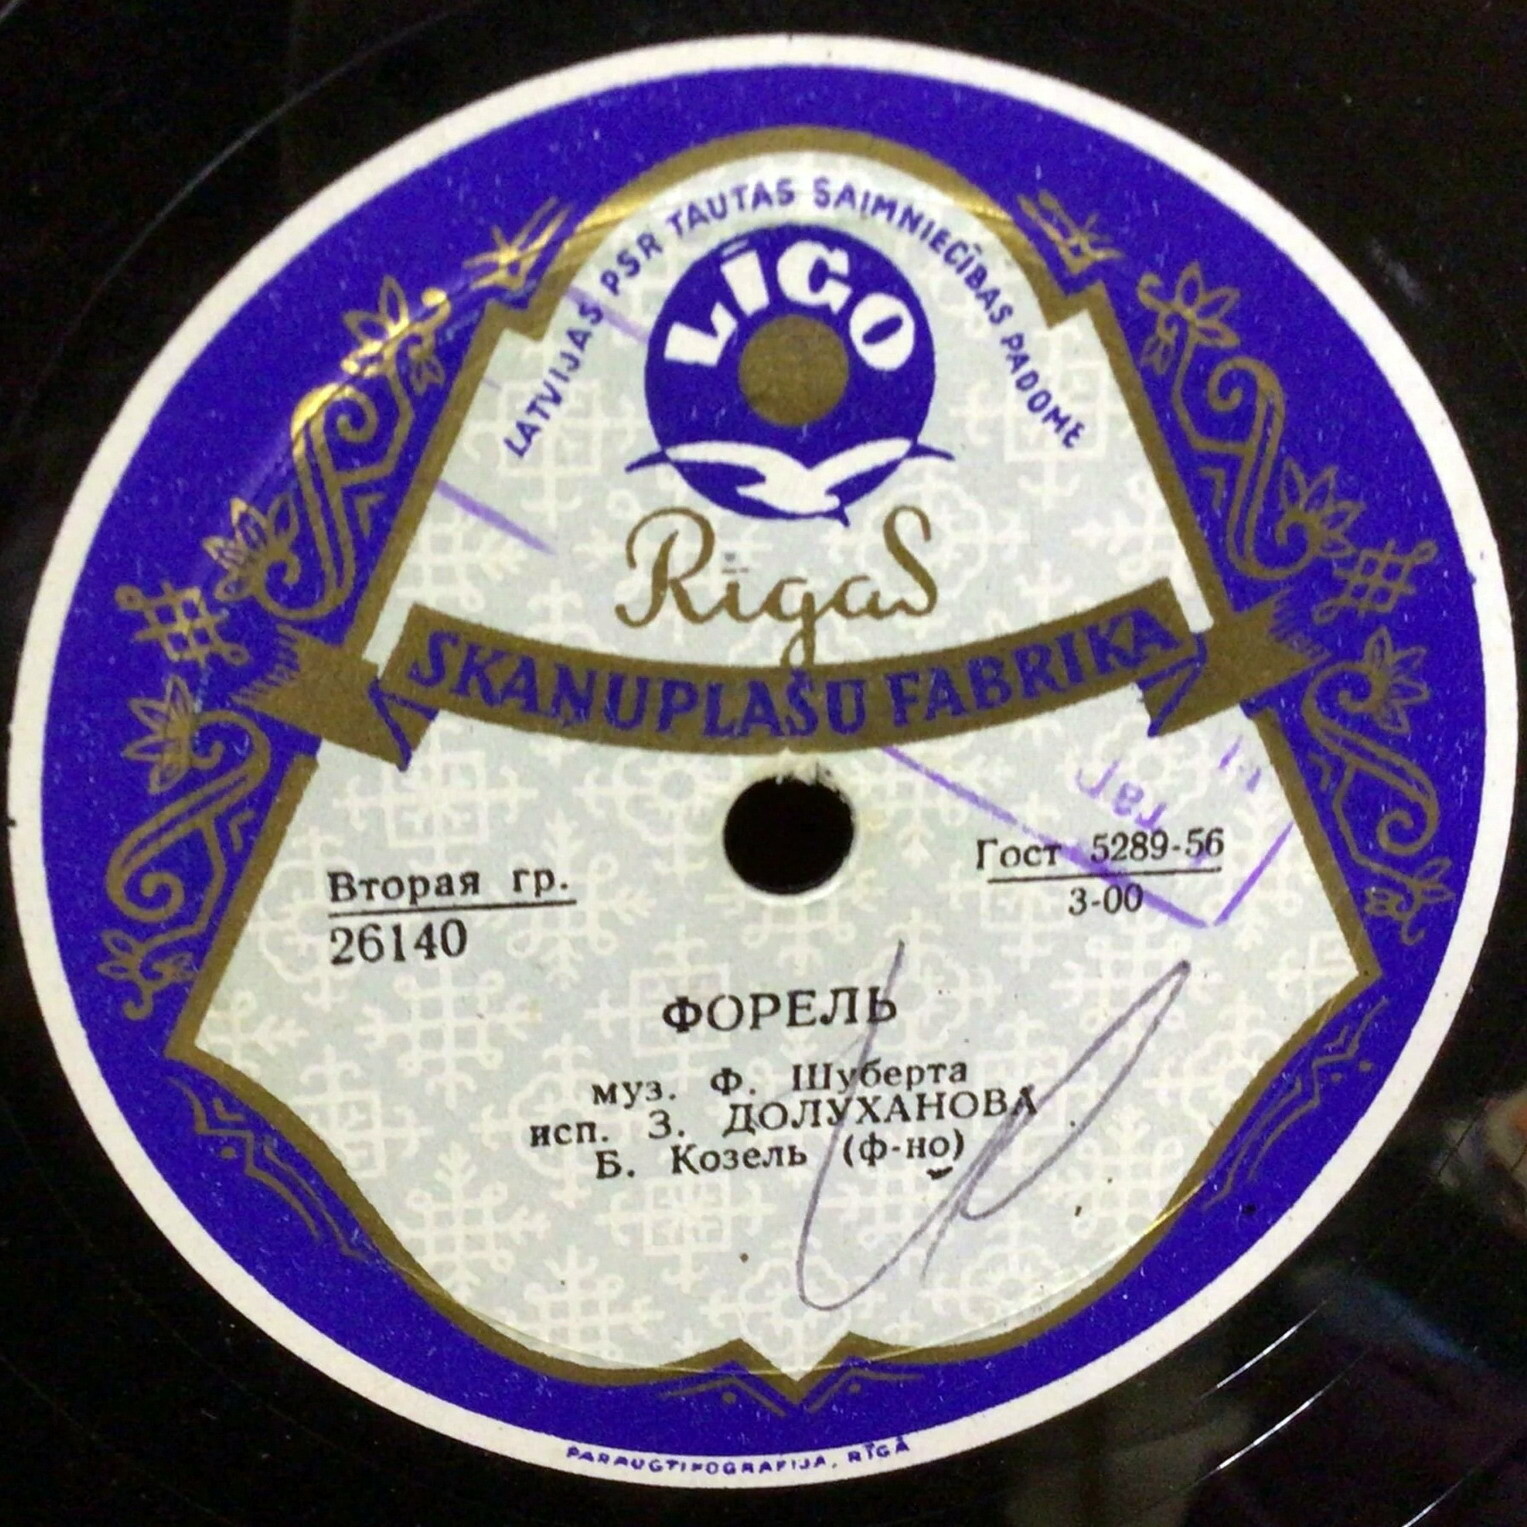 LATVIJAS PSR TAUTAS SAIMNIECĪBAS PADOME
LĪGO
Rīgas
SKAŅUPLAŠU FABRIKA
Вторая гр.
26140
Гост 5289-56
3-00
ФОРЕЛЬ
муз. Ф. Шуберта
исп. З. ДОЛУХАНОВА
Б. Козель (ф-но)
PARAUGTIPOGRAFIJA, RĪGĀ